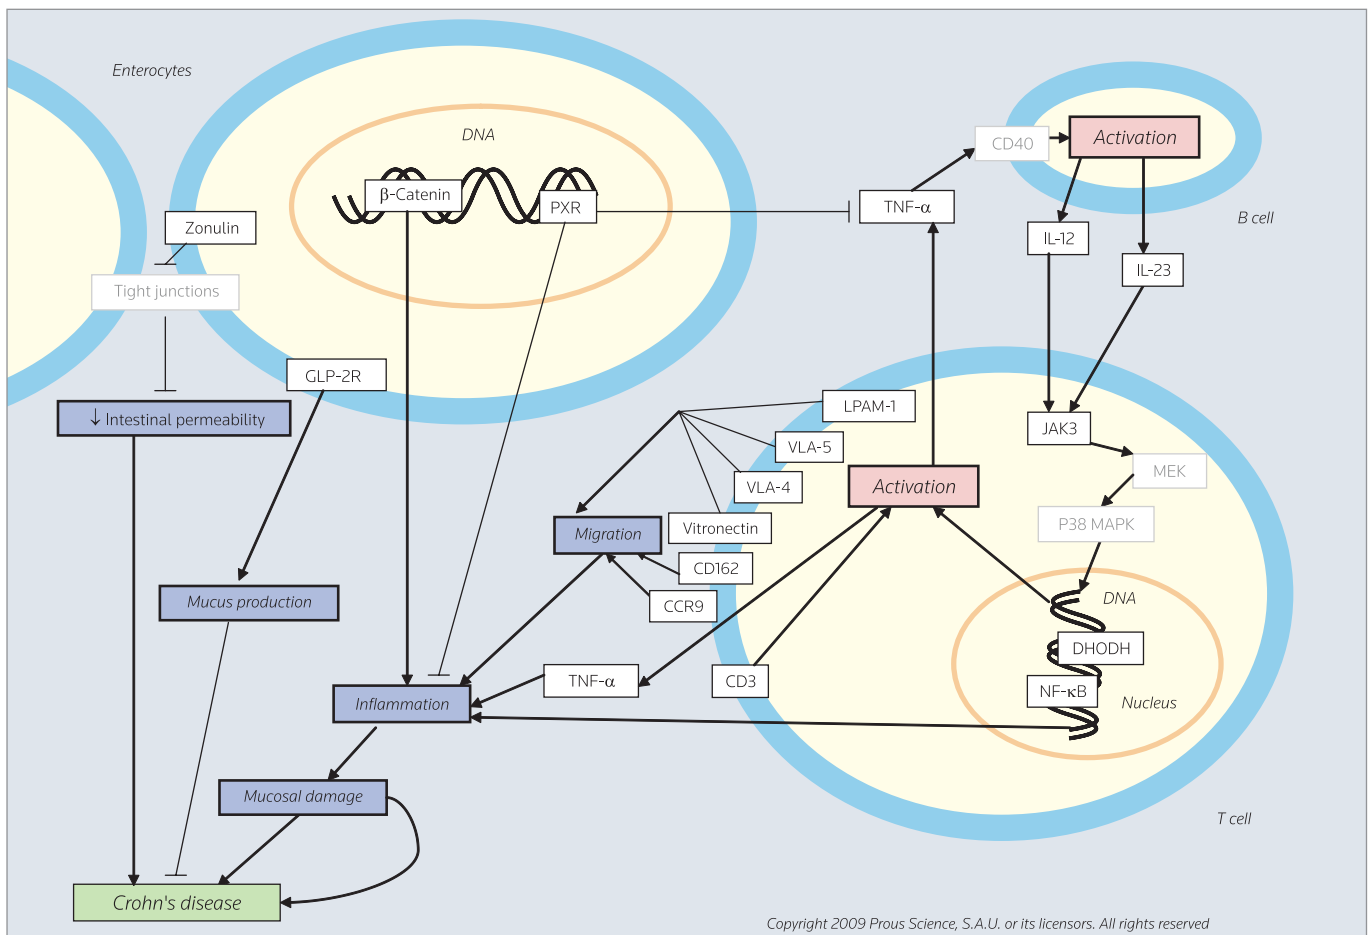 Enterocytes
DNA
CD40
Activation
β-Catenin
PXR
TNF-α
B cell
Zonulin
IL-12
IL-23
Tight junctions
GLP-2R
↓ Intestinal permeability
LPAM-1
JAK3
VLA-5
MEK
VLA-4
Activation
Vitronectin
P38 MAPK
Migration
CD162
CCR9
Mucus production
DNA
DHODH
TNF-α
CD3
NF-κB
Nucleus
Inflammation
Mucosal damage
T cell
Crohn's disease
Copyright 2009 Prous Science, S.A.U. or its licensors. All rights reserved